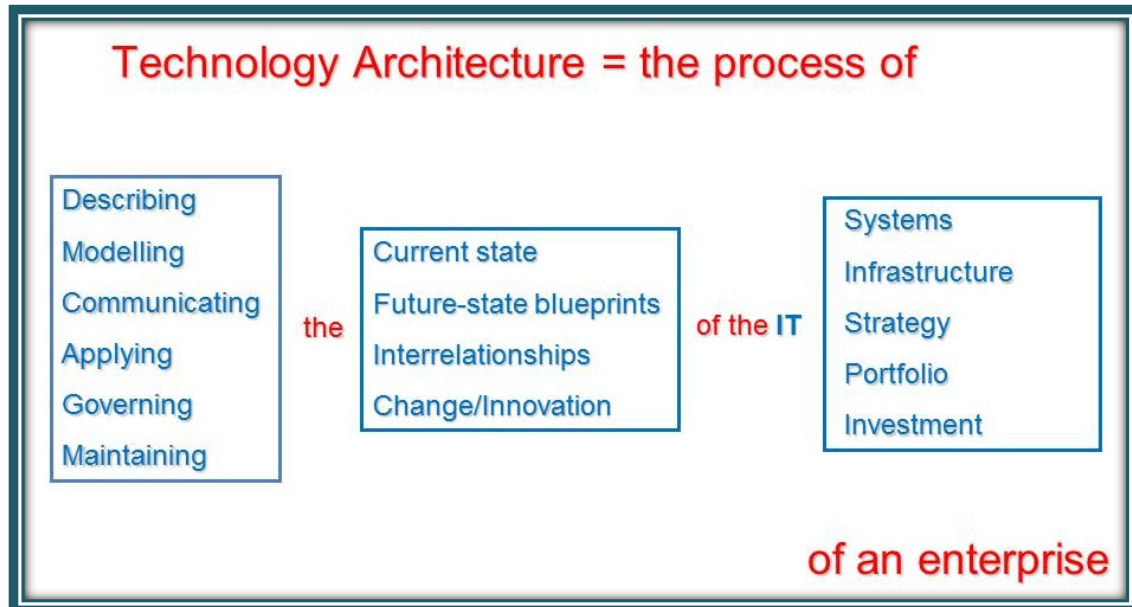 Technology Architecture = the process of
Describing
Modelling
Communicating
Applying
Governing
Maintaining
the
Current state
Future-state blueprints
Interrelationships
Change/Innovation
of the IT
Systems
Infrastructure
Strategy
Portfolio
Investment
of an enterprise